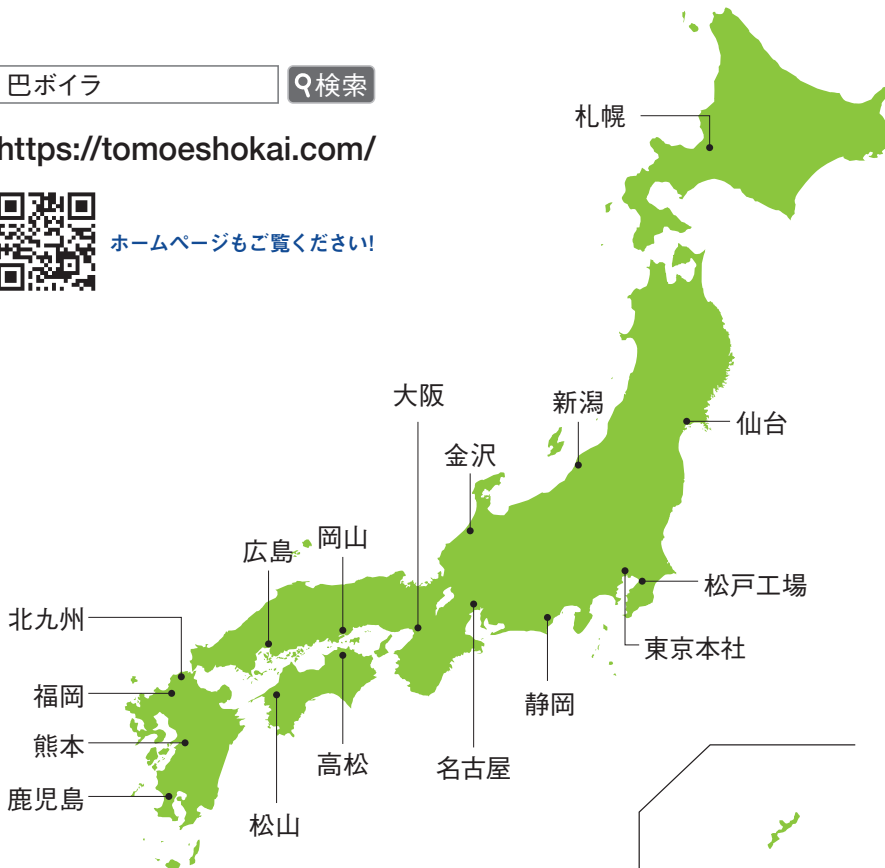 巴ボイラ
検索
https://tomoeshokai.com/
ホームページもご覧ください!
札幌
大阪
新潟
仙台
金沢
広島
岡山
松戸工場
北九州
東京本社
福岡
静岡
熊本
高松
名古屋
鹿児島
松山